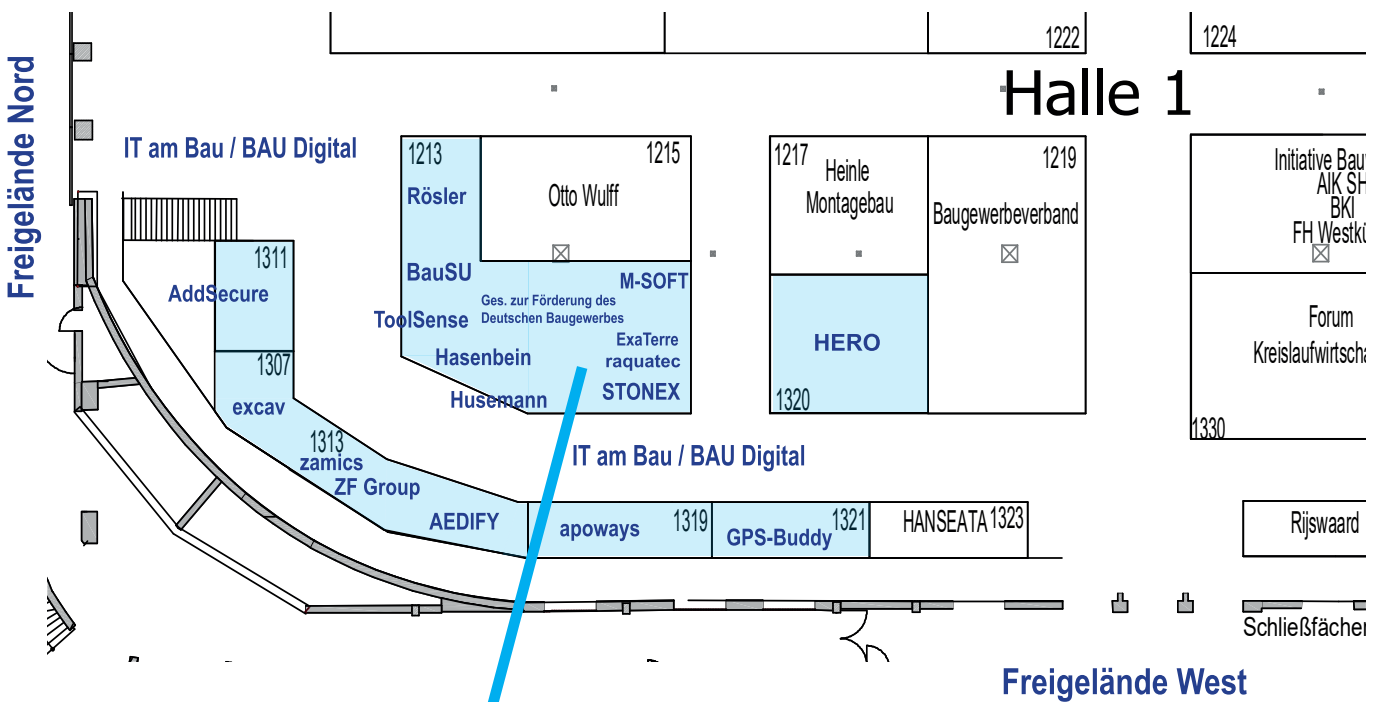 1222
1224
Halle 1
Freigelände Nord
IT am Bau / BAU Digital
1213
1215
1217
1219
Rösler
Otto Wulff
Heinle
Montagebau
Baugewerbeverband
Initiative Bau
AIK SH
BKI
FH Westkü
1311
AddSecure
BauSU
M-SOFT
Ges. zur Förderung des
Deutschen Baugewerbes
ToolSense
ExaTerre
raquatec
Hasenbein
STONEX
Husemann
HERO
1320
Forum
Kreislaufwirtscha
1330
1307
excav
1313
zamics
ZF Group
AEDIFY
IT am Bau / BAU Digital
apoways
1319
GPS-Buddy
1321
HANSEATA
1323
Rijswaard
Schließfächer
Freigelände West